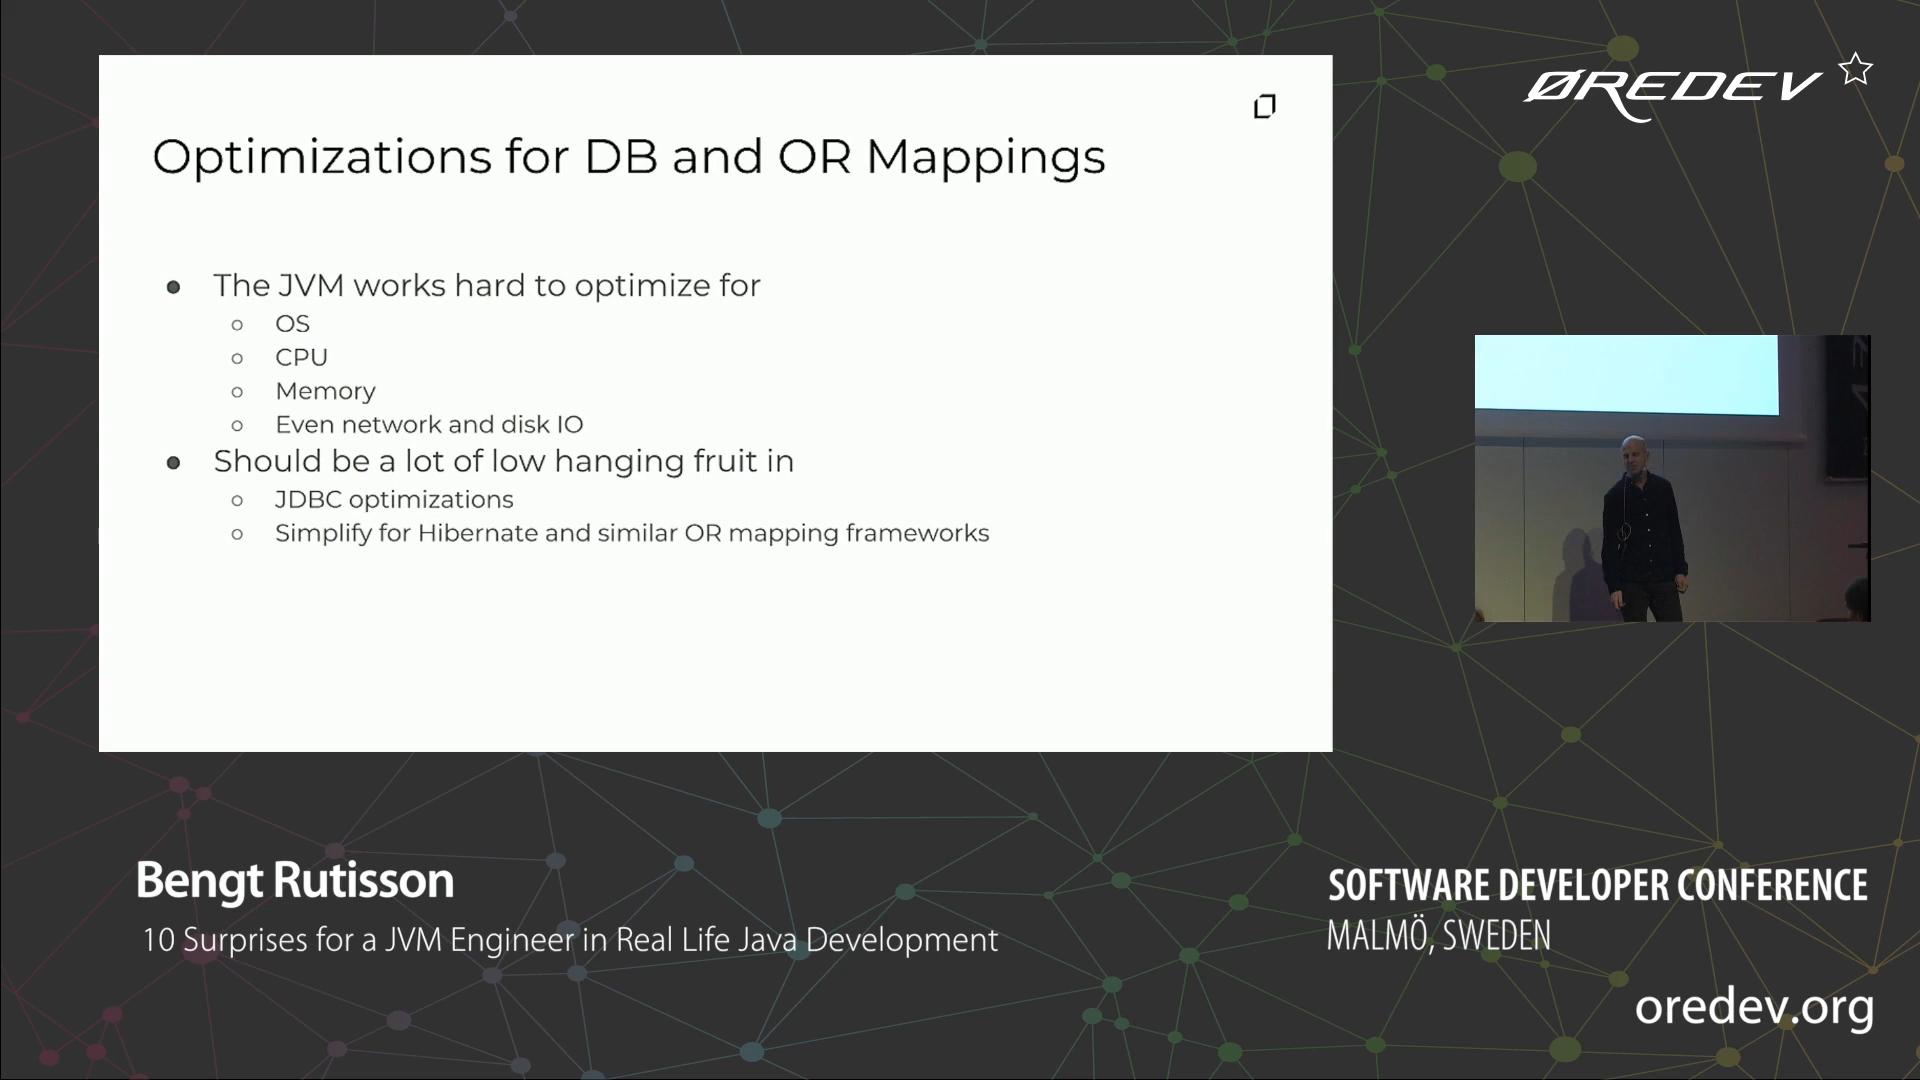 Optimizations for DB and OR Mappings
● The JVM works hard to optimize for
○ OS
○ CPU
○ Memory
○ Even network and disk IO
● Should be a lot of low hanging fruit in
○ JDBC optimizations
○ Simplify for Hibernate and similar OR mapping frameworks
ØREDEV
Bengt Rutisson
10 Surprises for a JVM Engineer in Real Life Java Development
SOFTWARE DEVELOPER CONFERENCE
MALMÖ, SWEDEN
oredev.org